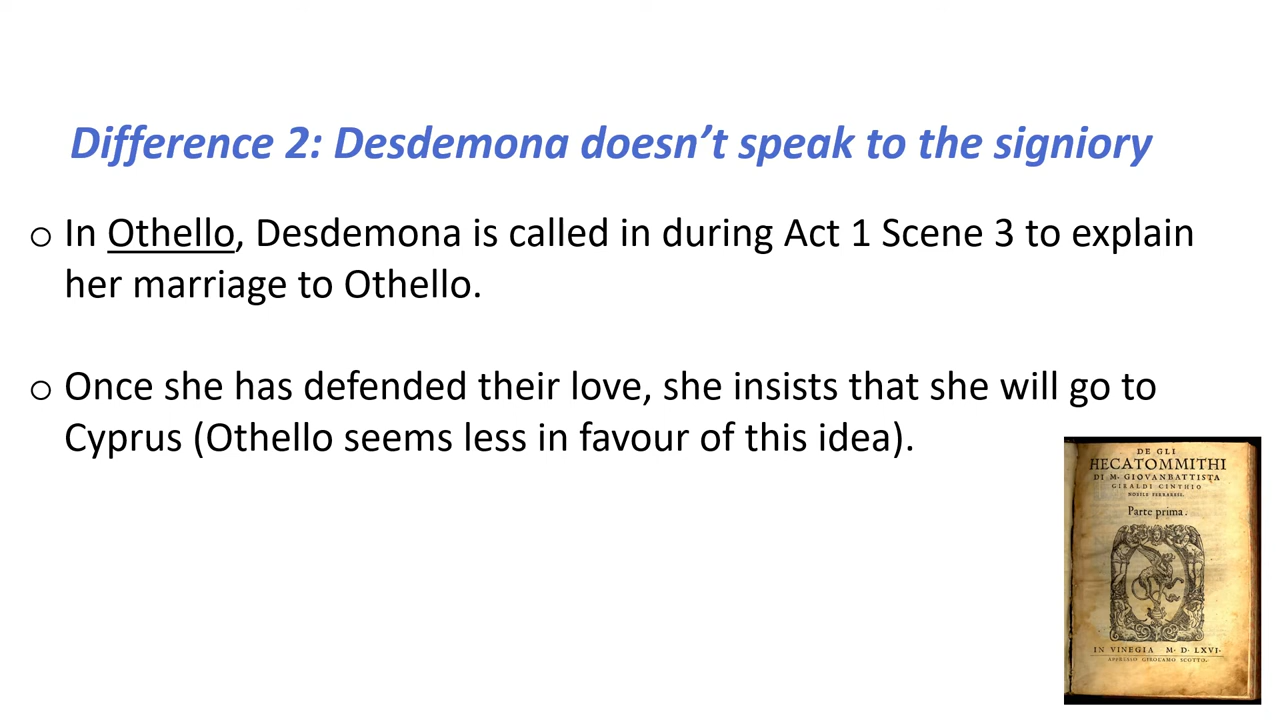 Difference 2: Desdemona doesn’t speak to the signiory
o In Othello, Desdemona is called in during Act 1 Scene 3 to explain
her marriage to Othello.
o Once she has defended their love, she insists that she will go to
Cyprus (Othello seems less in favour of this idea).
DE GLI
HECATOMMITHI
DI M. GIOVANBATTISTA
GIRALDI CINTHIO
NOBILE FERRARESE.
Parte prima.
IN VINEGIA M. D. LXVI.
APPRESSO GIROLAMO SCOTTO.